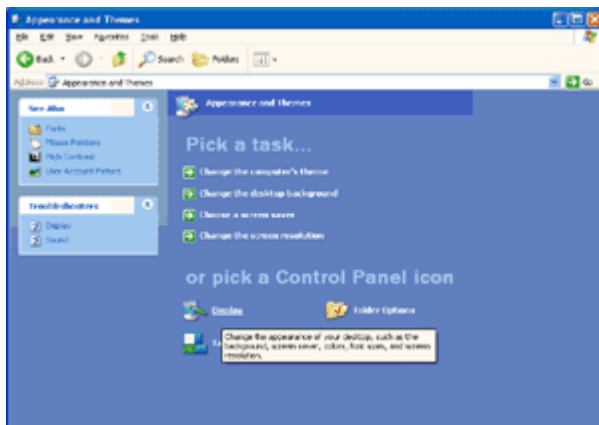 Appearance and Themes
File Edit View Favorites Tools Help
Back Search Folders
Address Appearance and Themes Go
See Also
Fonts
Mouse Pointers
High Contrast
User Account Picture
Troubleshooters
Display
Sound
Appearance and Themes
Pick a task...
Change the computer's theme
Change the desktop background
Choose a screen saver
Change the screen resolution
or pick a Control Panel icon
Display Folder Options
Change the appearance of your desktop, such as the
background, screen saver, colors, font sizes, and screen
resolution.